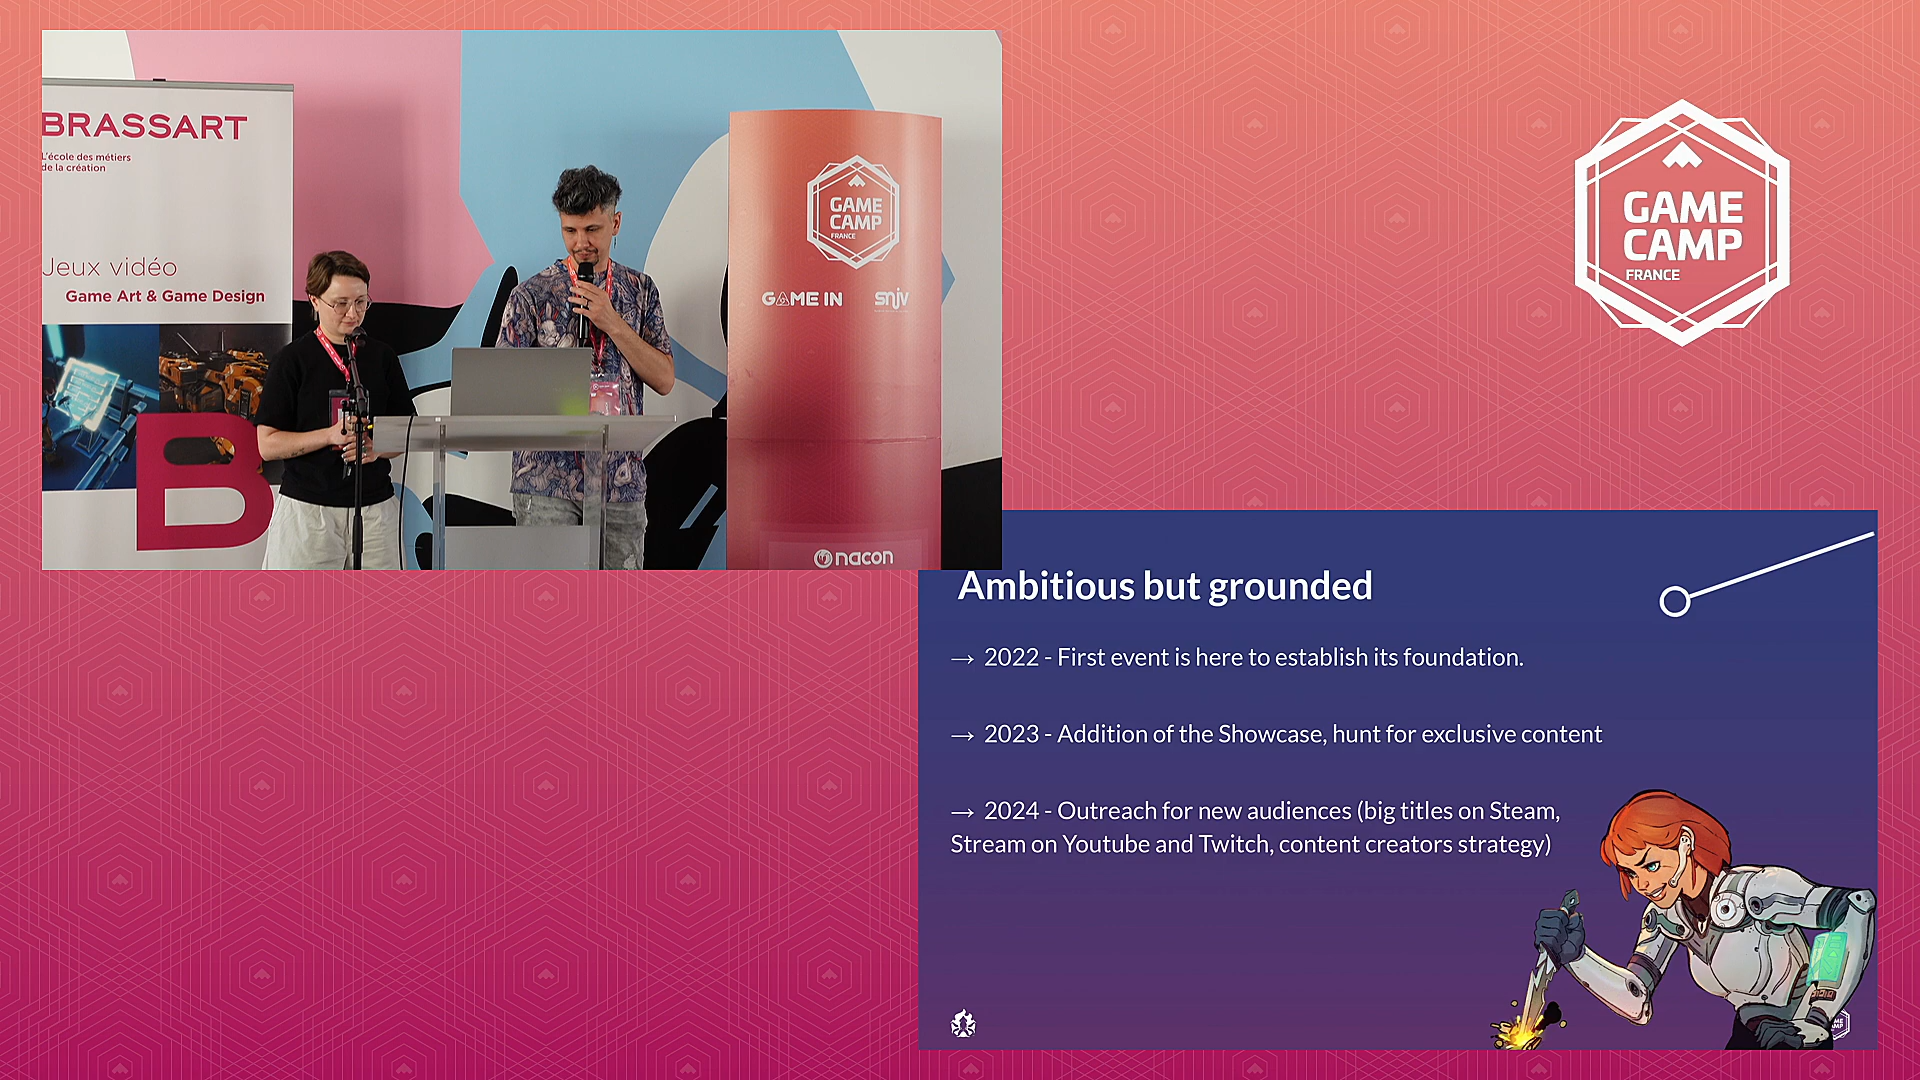 BRASSART
L'école des métiers
de la création
Jeux vidéo
Game Art & Game Design
B
GAME
CAMP
FRANCE
GAME IN
snjv
nacon
GAME
CAMP
FRANCE
Ambitious but grounded
→ 2022 - First event is here to establish its foundation.
→ 2023 - Addition of the Showcase, hunt for exclusive content
→ 2024 - Outreach for new audiences (big titles on Steam,
Stream on Youtube and Twitch, content creators strategy)